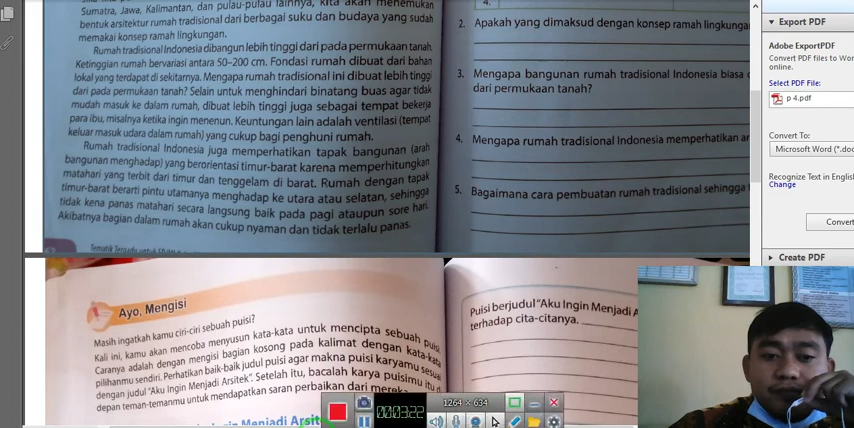 Sumatra, Jawa, Kalimantan, dan pulau-pulau lainnya, kita akan menemukan
bentuk arsitektur rumah tradisional dari berbagai suku dan budaya yang sudah
memakai konsep ramah lingkungan.
Rumah tradisional Indonesia dibangun lebih tinggi dari pada permukaan tanah.
Ketinggian rumah bervariasi antara 50–200 cm. Fondasi rumah dibuat dari bahan
lokal yang terdapat di sekitarnya. Mengapa rumah tradisional ini dibuat lebih tinggi
dari pada permukaan tanah? Selain untuk menghindari binatang buas agar tidak
mudah masuk ke dalam rumah, dibuat lebih tinggi juga sebagai tempat bekerja
para ibu, misalnya ketika ingin menenun. Keuntungan lain adalah ventilasi (tempat
keluar masuk udara dalam rumah) yang cukup bagi penghuni rumah.
Rumah tradisional Indonesia juga memperhatikan tapak bangunan (arah
bangunan menghadap) yang berorientasi timur-barat karena memperhitungkan
matahari yang terbit dari timur dan tenggelam di barat. Rumah dengan tapak
timur-barat berarti pintu utamanya menghadap ke utara atau selatan, sehingga
tidak kena panas matahari secara langsung baik pada pagi ataupun sore hari.
Akibatnya bagian dalam rumah akan cukup nyaman dan tidak terlalu panas.
4.
2. Apakah yang dimaksud dengan konsep ramah lingkungan
3. Mengapa bangunan rumah tradisional Indonesia biasa
dari permukaan tanah?
4. Mengapa rumah tradisional Indonesia memperhatikan
5. Bagaimana cara pembuatan rumah tradisional sehingga
Ayo, Mengisi
Masih ingatkah kamu ciri-ciri sebuah puisi?
Kali ini, kamu akan mencoba menyusun kata-kata untuk mencipta sebuah puisi.
Caranya adalah dengan mengisi bagian kosong pada kalimat dengan kata-kata
pilihanmu sendiri. Perhatikan baik-baik judul puisi agar makna puisi karyamu sesuai
dengan judul "Aku Ingin Menjadi Arsitek". Setelah itu, bacalah karya puisimu itu di
depan teman-temanmu untuk mendapatkan saran perbaikan dari mereka.
Puisi berjudul "Aku Ingin Menjadi
terhadap cita-citanya.
Export PDF
Adobe ExportPDF
Convert PDF files to Wor
online.
Select PDF File:
p 4.pdf
Convert To:
Microsoft Word (*.doc
Recognize Text in English
Change
Convert
Create PDF
1264 × 634
00:03:22